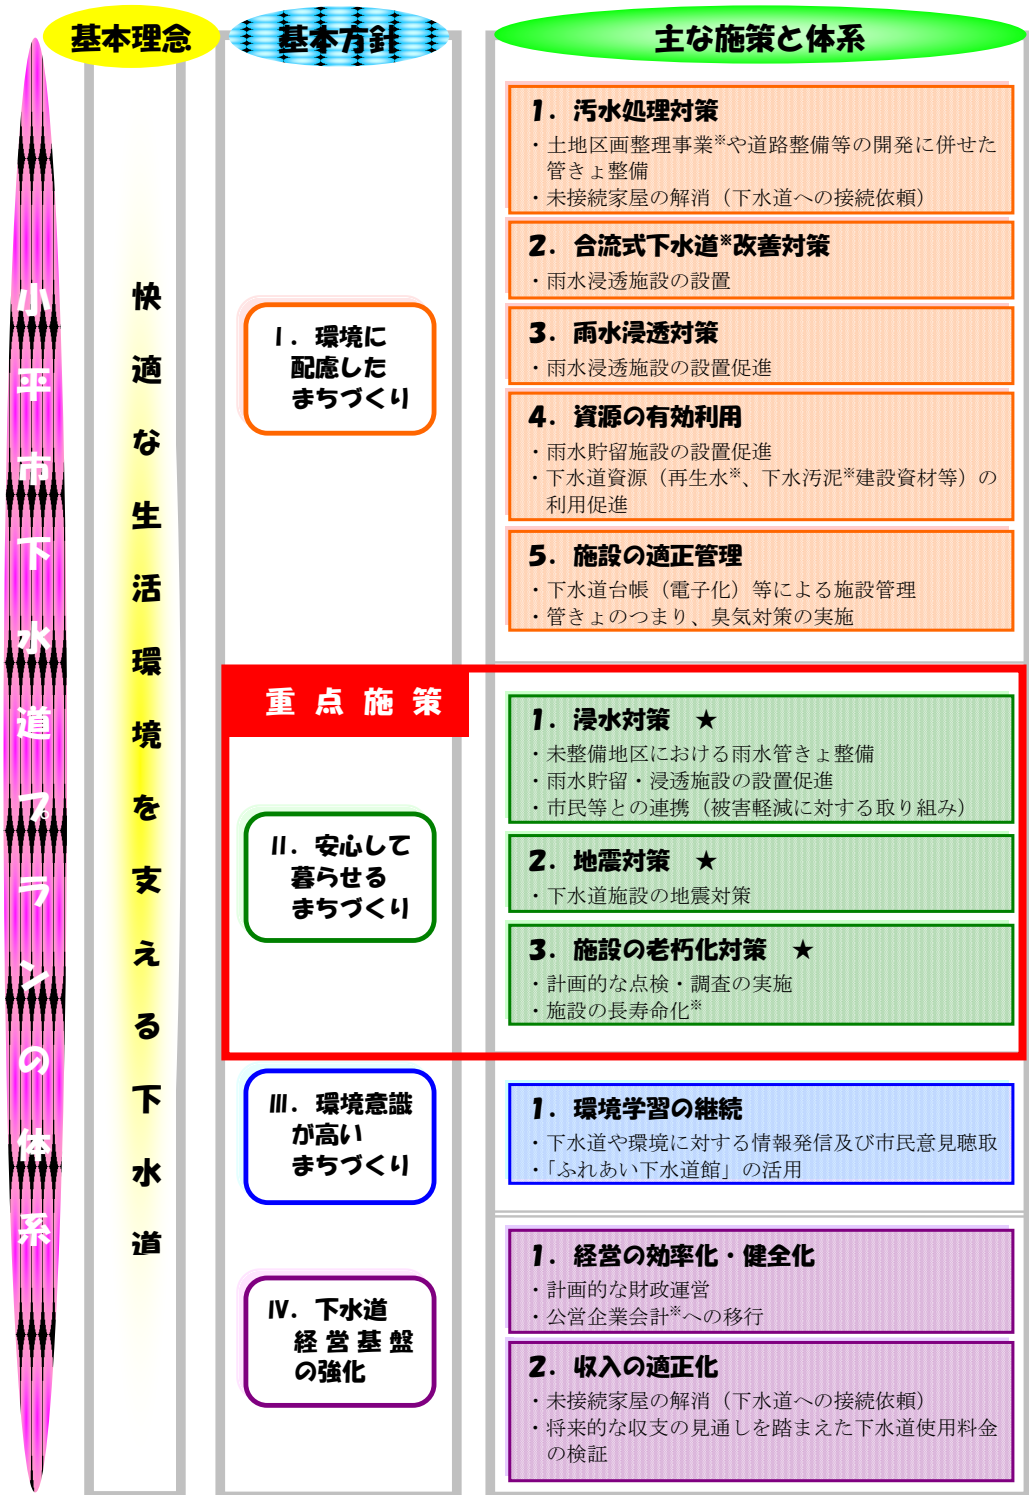 基本理念
基本方針
主な施策と体系
小平市下水道プランの体系
快適な生活環境を支える下水道
Ⅰ．環境に
配慮した
まちづくり
1．汚水処理対策
・土地区画整理事業※や道路整備等の開発に併せた
管きょ整備
・未接続家屋の解消（下水道への接続依頼）
2．合流式下水道※改善対策
・雨水浸透施設の設置
3．雨水浸透対策
・雨水浸透施設の設置促進
4．資源の有効利用
・雨水貯留施設の設置促進
・下水道資源（再生水※、下水汚泥※建設資材等）の
利用促進
5．施設の適正管理
・下水道台帳（電子化）等による施設管理
・管きょのつまり、臭気対策の実施
重点施策
Ⅱ．安心して
暮らせる
まちづくり
1．浸水対策　★
・未整備地区における雨水管きょ整備
・雨水貯留・浸透施設の設置促進
・市民等との連携（被害軽減に対する取り組み）
2．地震対策　★
・下水道施設の地震対策
3．施設の老朽化対策　★
・計画的な点検・調査の実施
・施設の長寿命化※
Ⅲ．環境意識
が高い
まちづくり
1．環境学習の継続
・下水道や環境に対する情報発信及び市民意見聴取
・「ふれあい下水道館」の活用
Ⅳ．下水道
経営基盤
の強化
1．経営の効率化・健全化
・計画的な財政運営
・公営企業会計※への移行
2．収入の適正化
・未接続家屋の解消（下水道への接続依頼）
・将来的な収支の見通しを踏まえた下水道使用料金
の検証